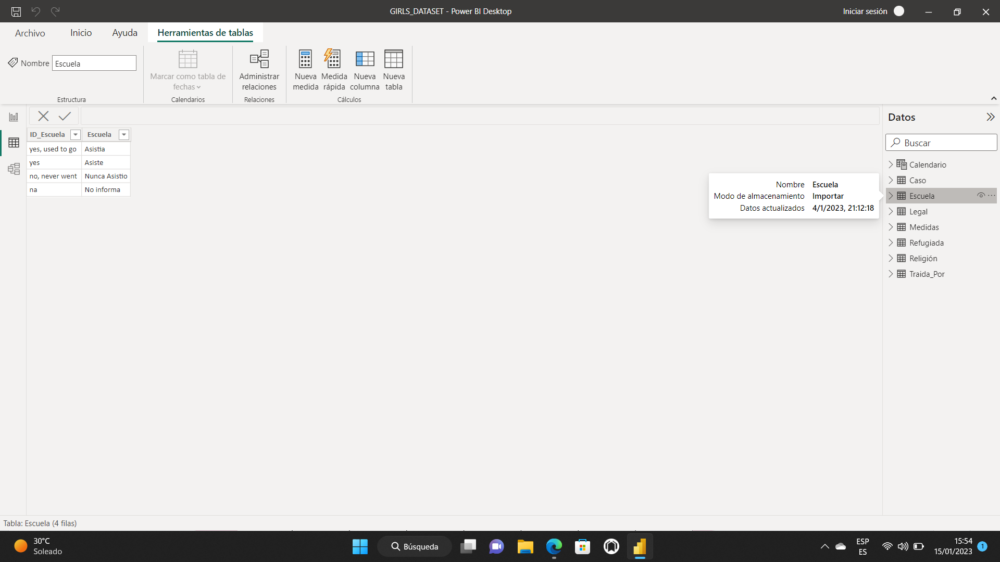 GIRLS_DATASET - Power BI Desktop
Iniciar sesión
Archivo
Inicio
Ayuda
Herramientas de tablas
Nombre
Escuela
Estructura
Marcar como tabla de
fechas
Calendarios
Administrar
relaciones
Relaciones
Nueva
medida
Medida
rápida
Nueva
columna
Nueva
tabla
Cálculos
ID_Escuela Escuela
yes, used to go Asistia
yes Asiste
no, never went Nunca Asistio
na No informa
Nombre Escuela
Modo de almacenamiento Importar
Datos actualizados 4/1/2023, 21:12:18
Datos
Buscar
Calendario
Caso
Escuela
Legal
Medidas
Refugiada
Religión
Traida_Por
Tabla: Escuela (4 filas)
30°C
Soleado
Búsqueda
ESP
ES
15:54
15/01/2023
1